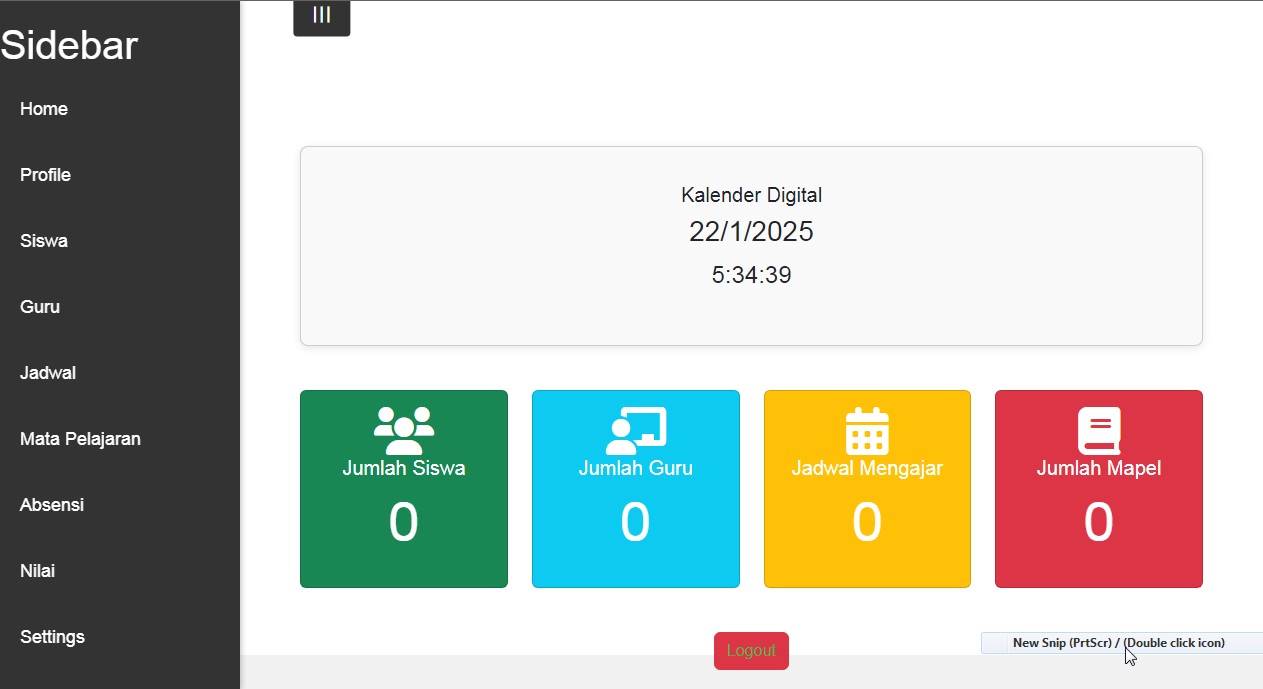 Sidebar
Home
Profile
Siswa
Guru
Jadwal
Mata Pelajaran
Absensi
Nilai
Settings
Kalender Digital
22/1/2025
5:34:39
Jumlah Siswa
0
Jumlah Guru
0
Jadwal Mengajar
0
Jumlah Mapel
0
Logout
New Snip (PrtScr) / (Double click icon)